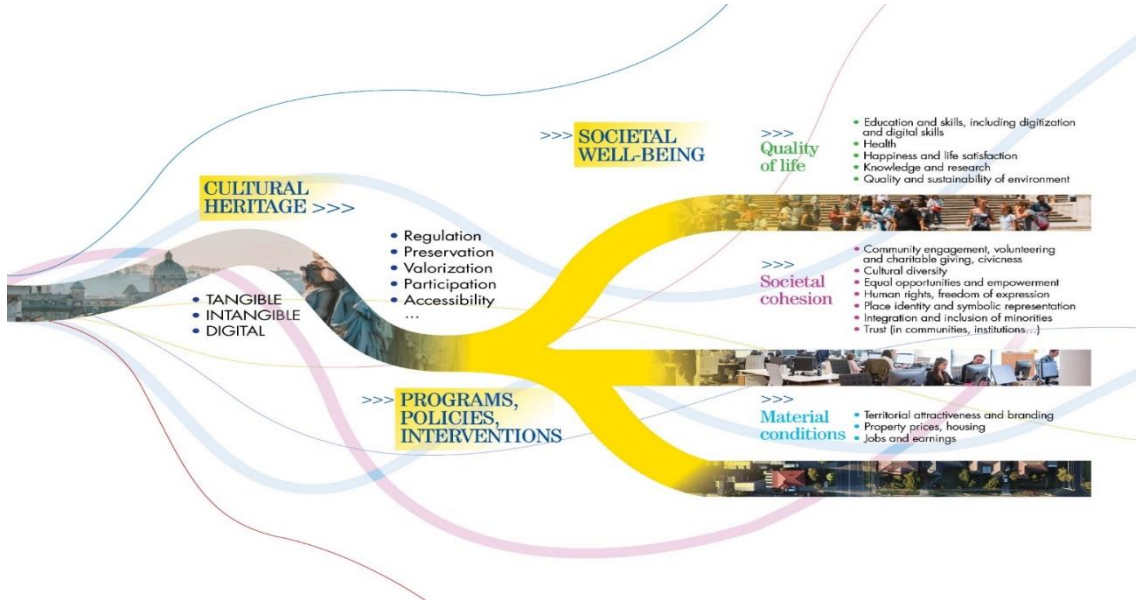 CULTURAL
HERITAGE >>>
• TANGIBLE
• INTANGIBLE
• DIGITAL
• Regulation
• Preservation
• Valorization
• Participation
• Accessibility
...
>>> PROGRAMS,
POLICIES,
INTERVENTIONS
>>> SOCIETAL
WELL-BEING
>>>
Quality
of life
• Education and skills, including digitization
and digital skills
• Health
• Happiness and life satisfaction
• Knowledge and research
• Quality and sustainability of environment
>>>
Societal
cohesion
• Community engagement, volunteering
and charitable giving, civicness
• Cultural diversity
• Equal opportunities and empowerment
• Human rights, freedom of expression
• Place identity and symbolic representation
• Integration and inclusion of minorities
• Trust (in communities, institutions...)
>>>
Material
conditions
• Territorial attractiveness and branding
• Property prices, housing
• Jobs and earnings